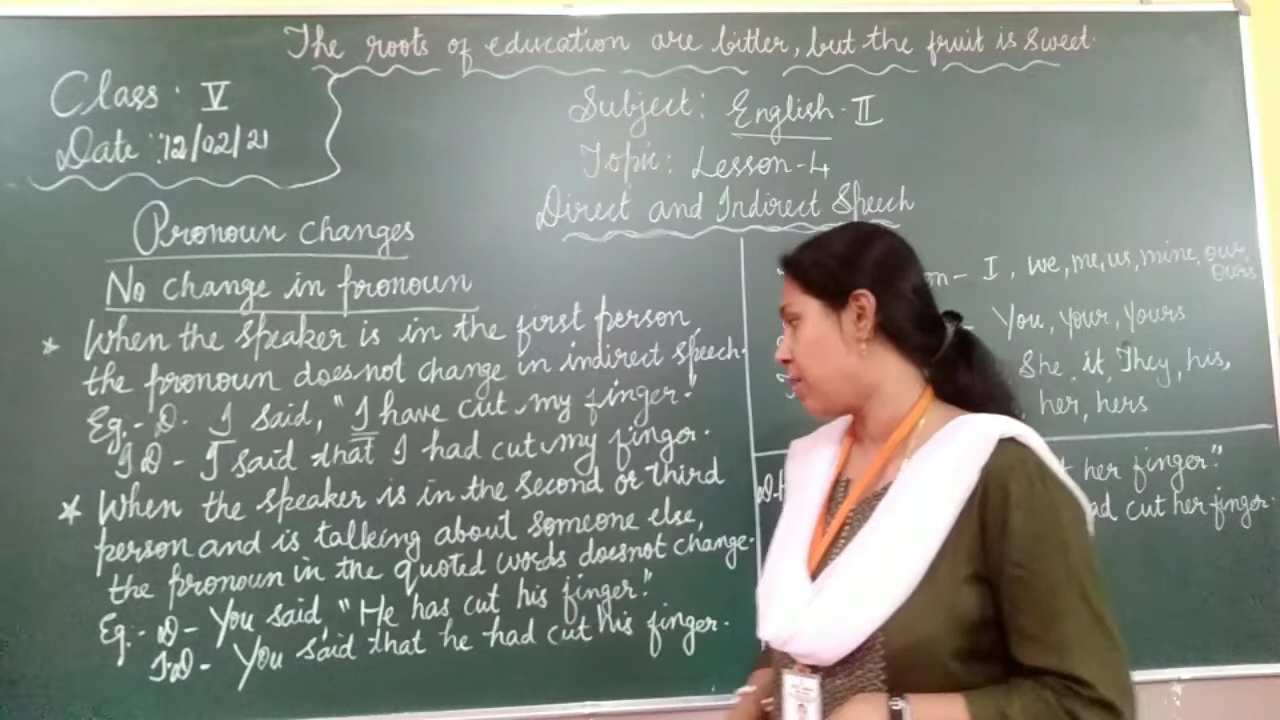 The roots of education are bitter, but the fruit is sweet.
Class : V
Date : 12/02/21
Subject: English - II
Topic: Lesson-4
Direct and Indirect Speech
Pronoun changes
No change in pronoun
* When the speaker is in the first person,
the pronoun doesnot change in indirect speech.
Eg:- D. I said, "I have cut my finger."
ID - I said that I had cut my finger.
* When the speaker is in the second or third
person and is talking about someone else,
the pronoun in the quoted words doesnot change.
Eg:- D - You said, "He has cut his finger."
ID - You said that he had cut his finger.
- I, we, me, us, mine, our,
ours
You, your, yours
She, it, They, his,
her, hers
her finger."
cut her finger.